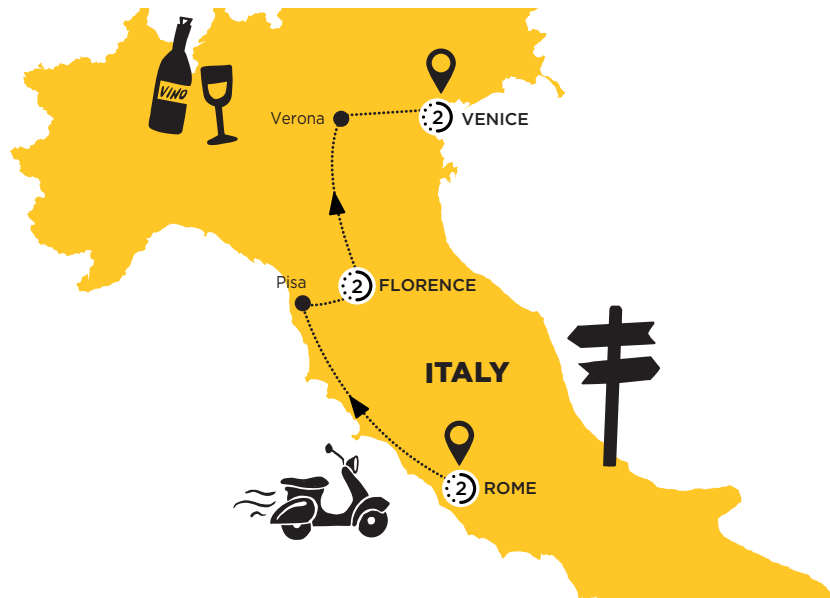 VINO
Verona
2
VENICE
Pisa
2
FLORENCE
ITALY
2
ROME